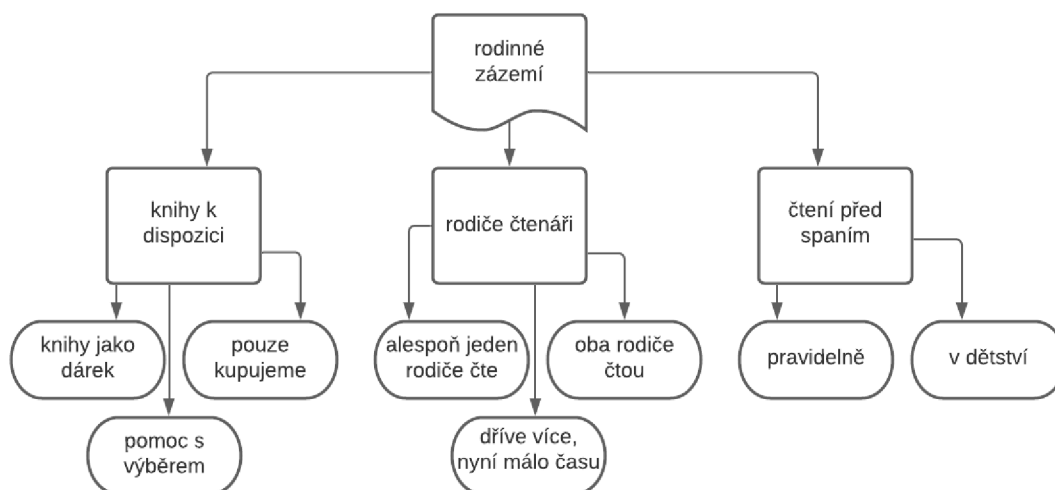 rodinné
zázemí
knihy k
dispozici
rodiče čtenáři
čtení před
spaním
knihy jako
dárek
pouze
kupujeme
alespoň jeden
rodiče čte
oba rodiče
čtou
pravidelně
v dětství
pomoc s
výběrem
dříve více,
nyní málo času